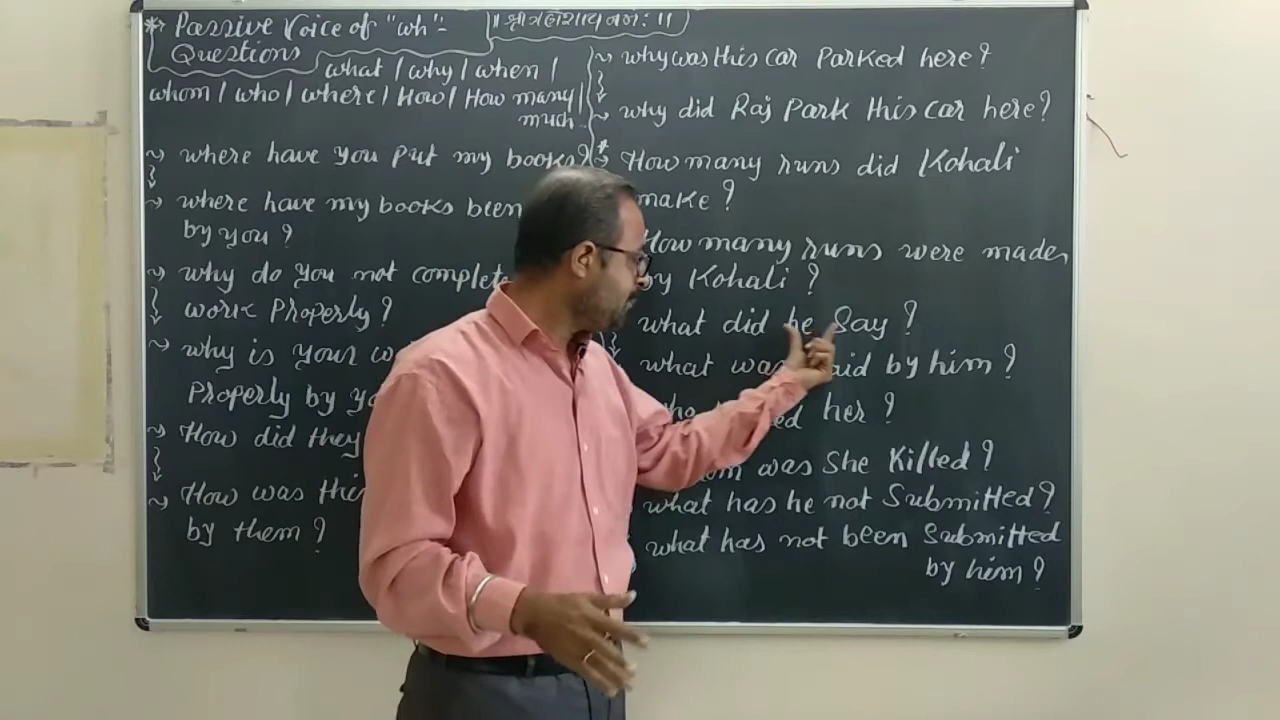 * Passive Voice of "wh"-
Questions
॥ श्री गणेशाय नमः ॥
what / why / when /
whom / who / where / How / How many /
much
where have you put my books?
where have my books been
by you ?
why do you not complete
work Properly ?
why is your
Properly by
How did they
How was this
by them ?
why was this car Parked here ?
why did Raj Park this car here ?
* How many runs did Kohali
make ?
How many runs were made
by Kohali ?
what did he Say ?
what was said by him ?
her ?
was She Killed ?
what has he not Submitted ?
what has not been Submitted
by him ?